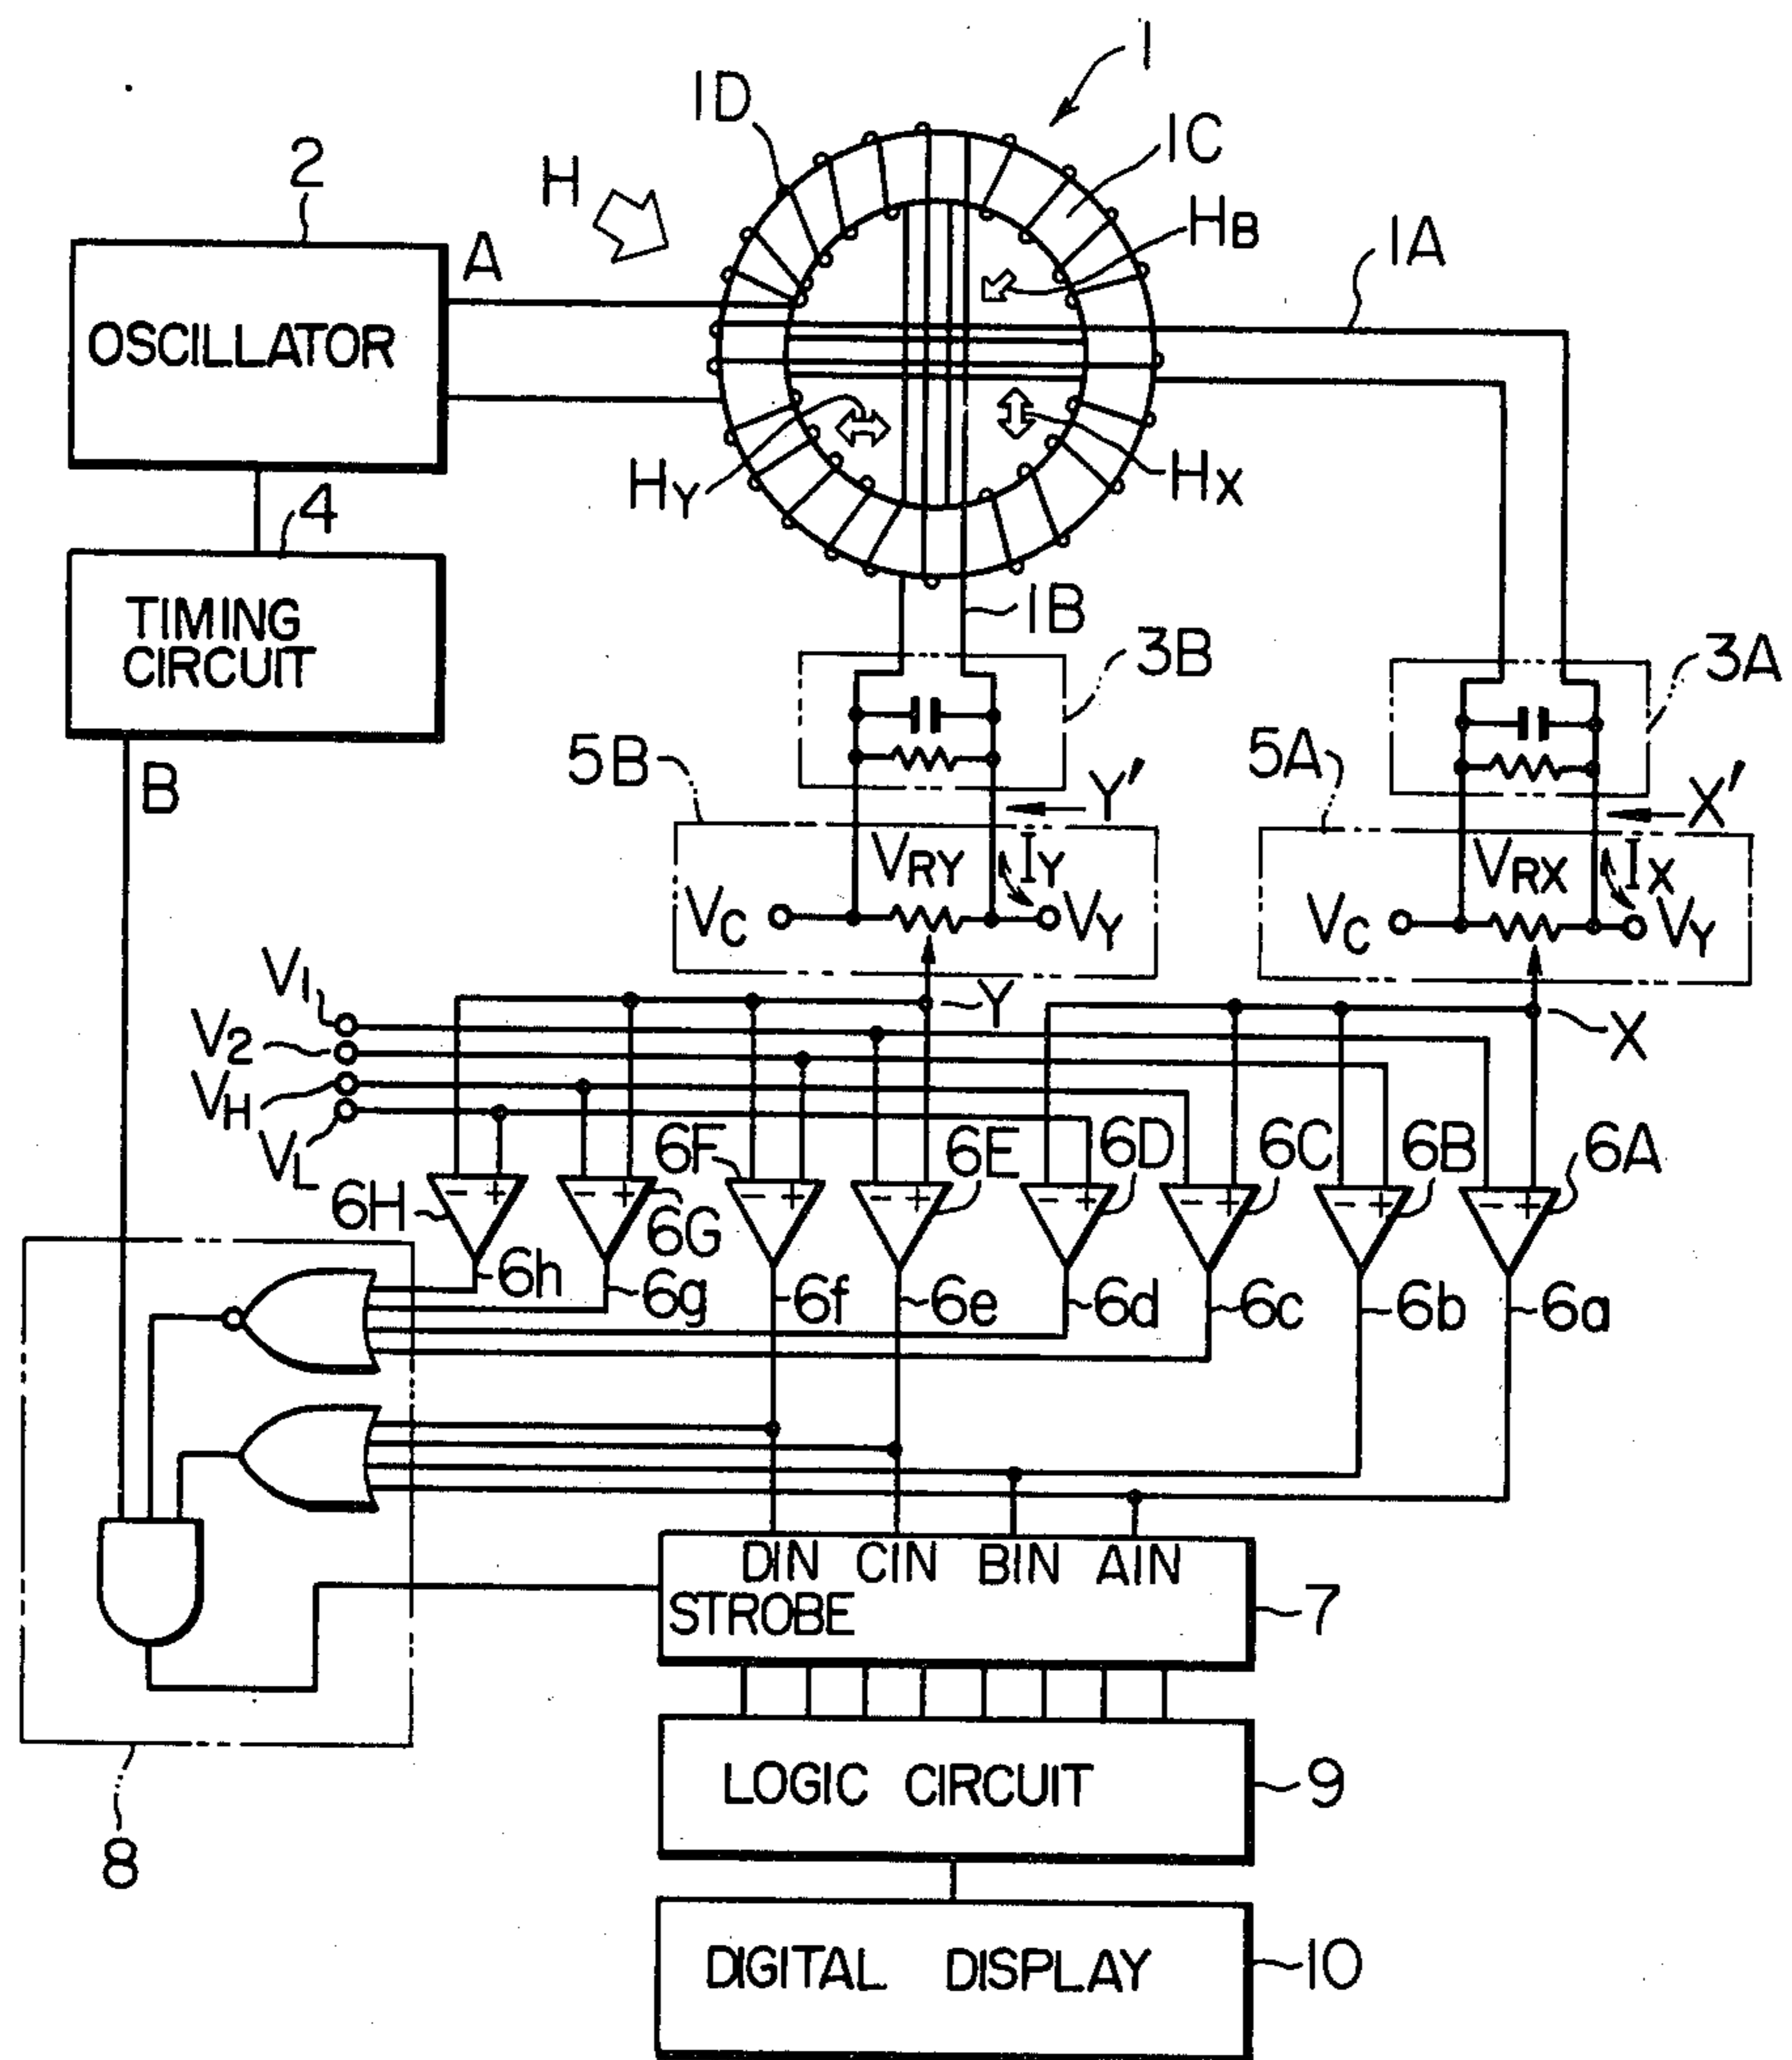 1
1D
1C
H
2
HB
1A
A
OSCILLATOR
HY
HX
4
TIMING
CIRCUIT
1B
3B
3A
B
5B
5A
Y'
X'
VRY
IY
VRX
IX
VC
VY
VC
VY
V1
Y
X
V2
VH
VL
6F
6E
6D
6C
6B
6A
- +
- +
- +
- +
- +
- +
- +
- +
6H
6G
6h
6g
6f
6e
6d
6c
6b
6a
DIN CIN BIN AIN
STROBE
7
LOGIC CIRCUIT
9
8
DIGITAL DISPLAY
10